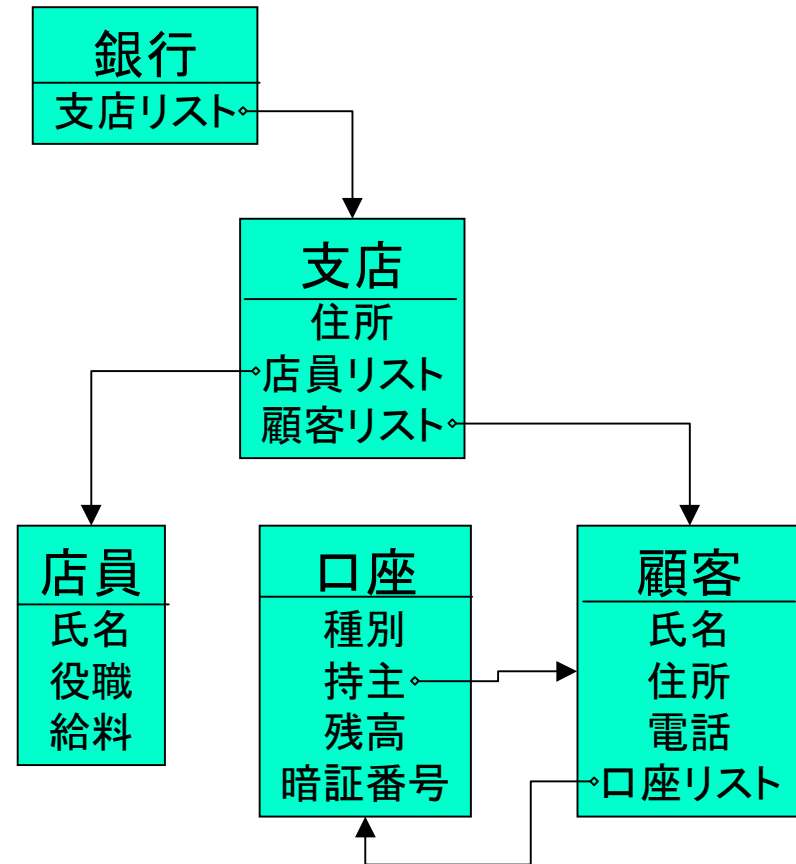 銀行
支店リスト
支店
住所
店員リスト
顧客リスト
店員
氏名
役職
給料
口座
種別
持主
残高
暗証番号
顧客
氏名
住所
電話
口座リスト